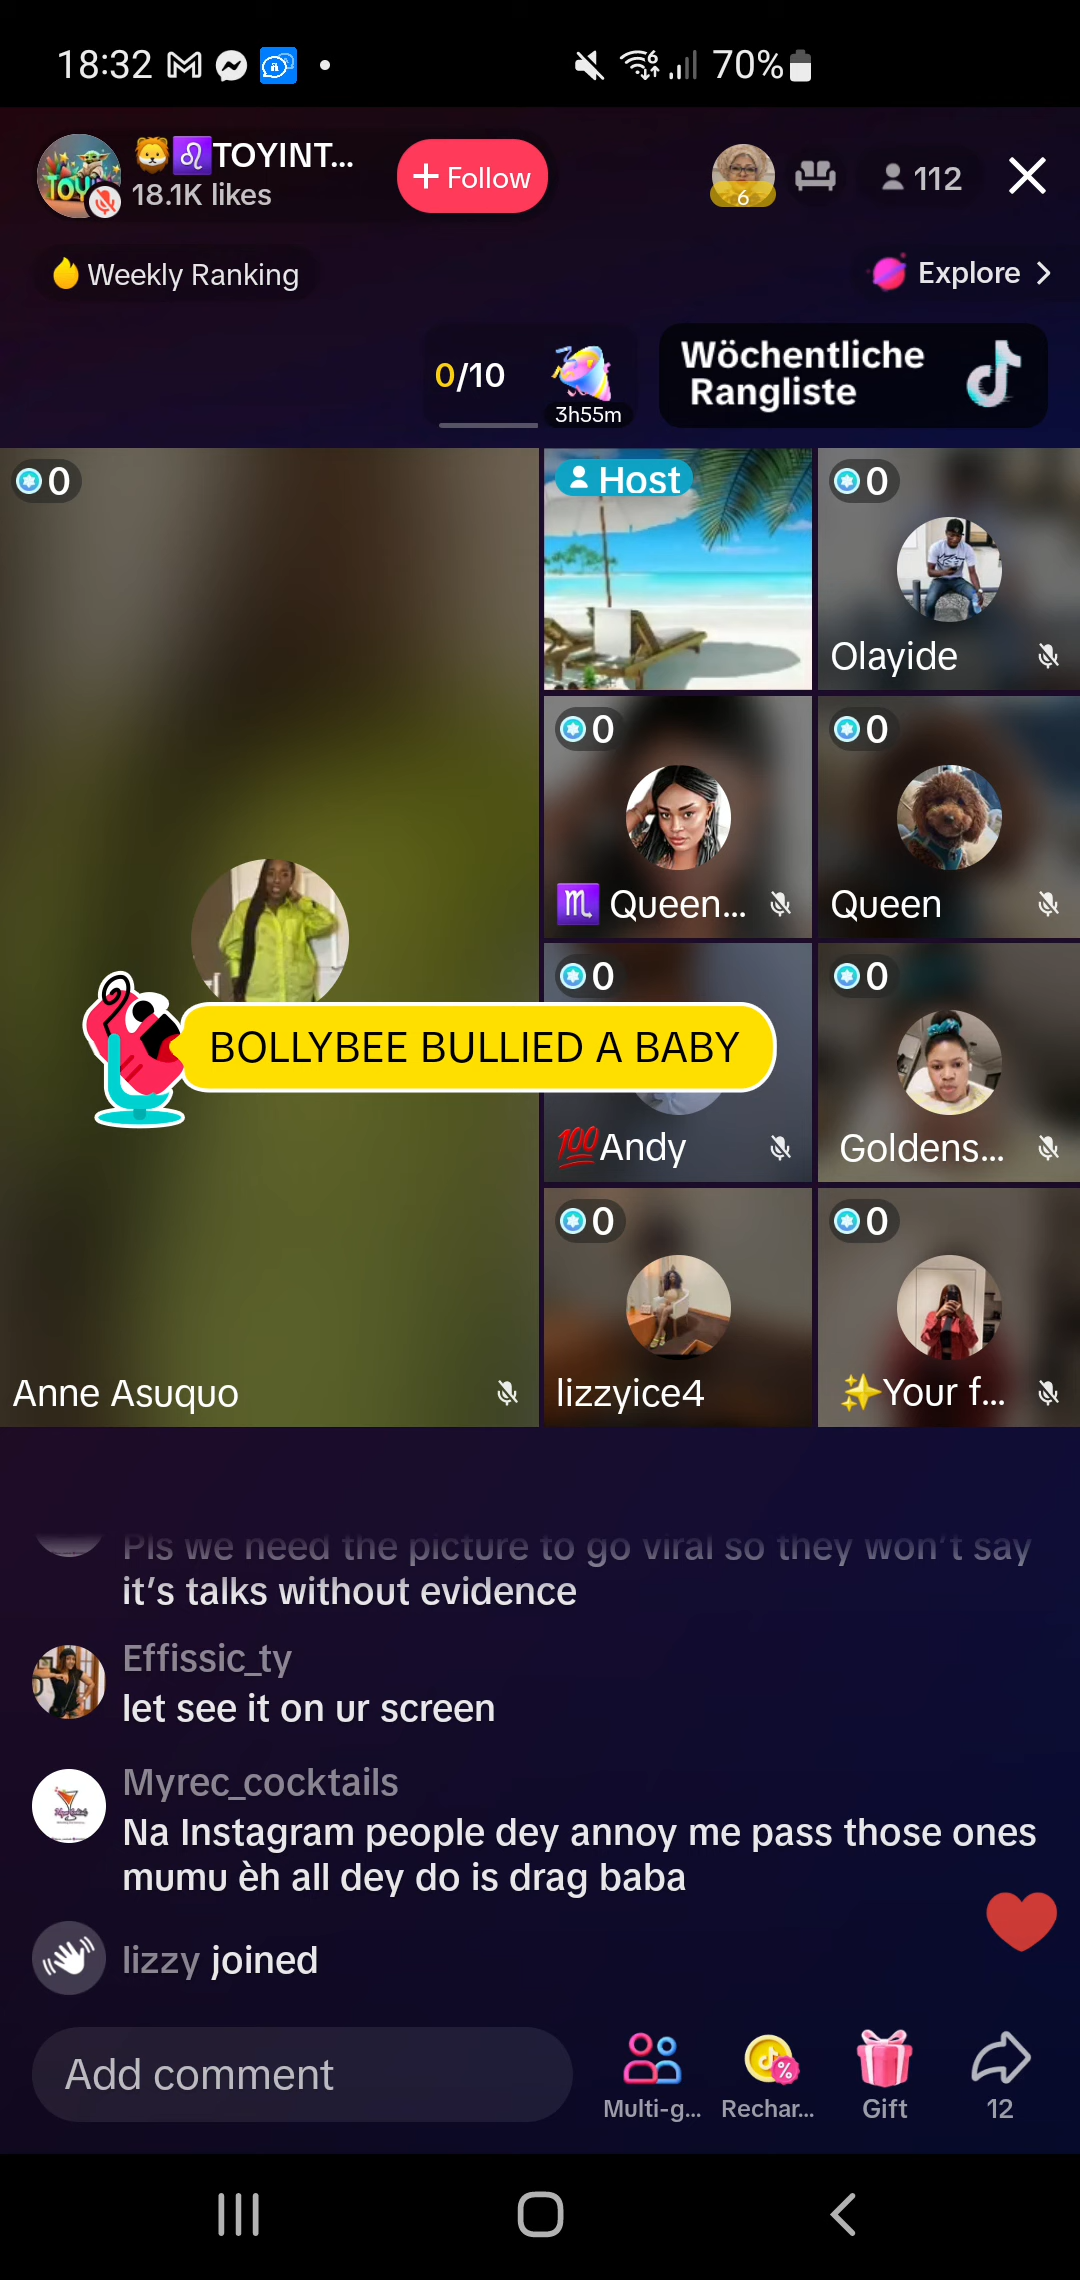 18:32 70%
🦁♌TOYINT...
18.1K likes
+ Follow
6
112
Weekly Ranking
Explore >
0/10
3h55m
Wöchentliche
Rangliste
0
Host
0
Olayide
0
♏ Queen...
0
Queen
0
💯Andy
0
Goldens...
BOLLYBEE BULLIED A BABY
Anne Asuquo
0
lizzyice4
0
✨Your f...
Pls we need the picture to go viral so they won't say
it's talks without evidence
Effissic_ty
let see it on ur screen
Myrec_cocktails
Na Instagram people dey annoy me pass those ones
mumu èh all dey do is drag baba
lizzy joined
Add comment
Multi-g...
Rechar...
Gift
12